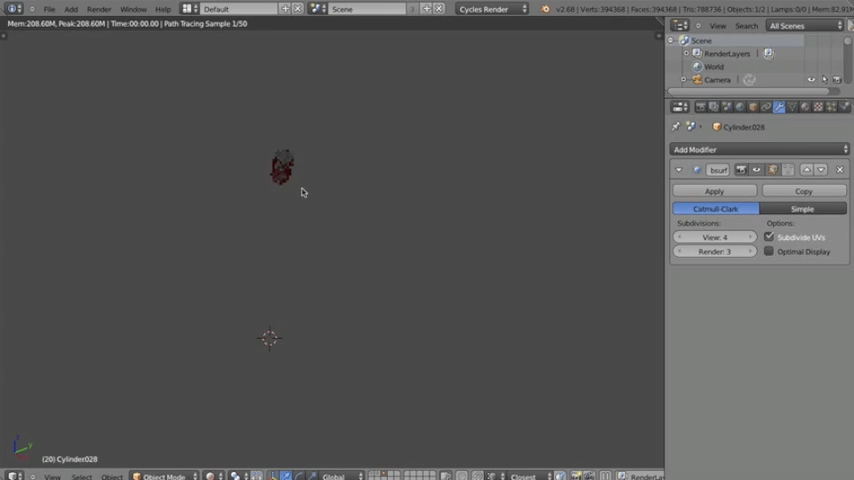 File Add Render Window Help Default Scene 3 Cycles Render v2.68 | Verts:394368 | Faces:394368 | Tris:788736 | Objects:1/2 | Lamps:0/0 | Mem:82.91M
Mem:208.60M, Peak:208.60M | Time:00:00.00 | Path Tracing Sample 1/50
View Search All Scenes
Scene
RenderLayers
World
Camera
Cylinder.028
Add Modifier
bsurf
Apply Copy
Catmull-Clark Simple
Subdivisions: Options:
View: 4 Subdivide UVs
Render: 3 Optimal Display
(20) Cylinder.028
View Select Object Object Mode Global Closest RenderLay